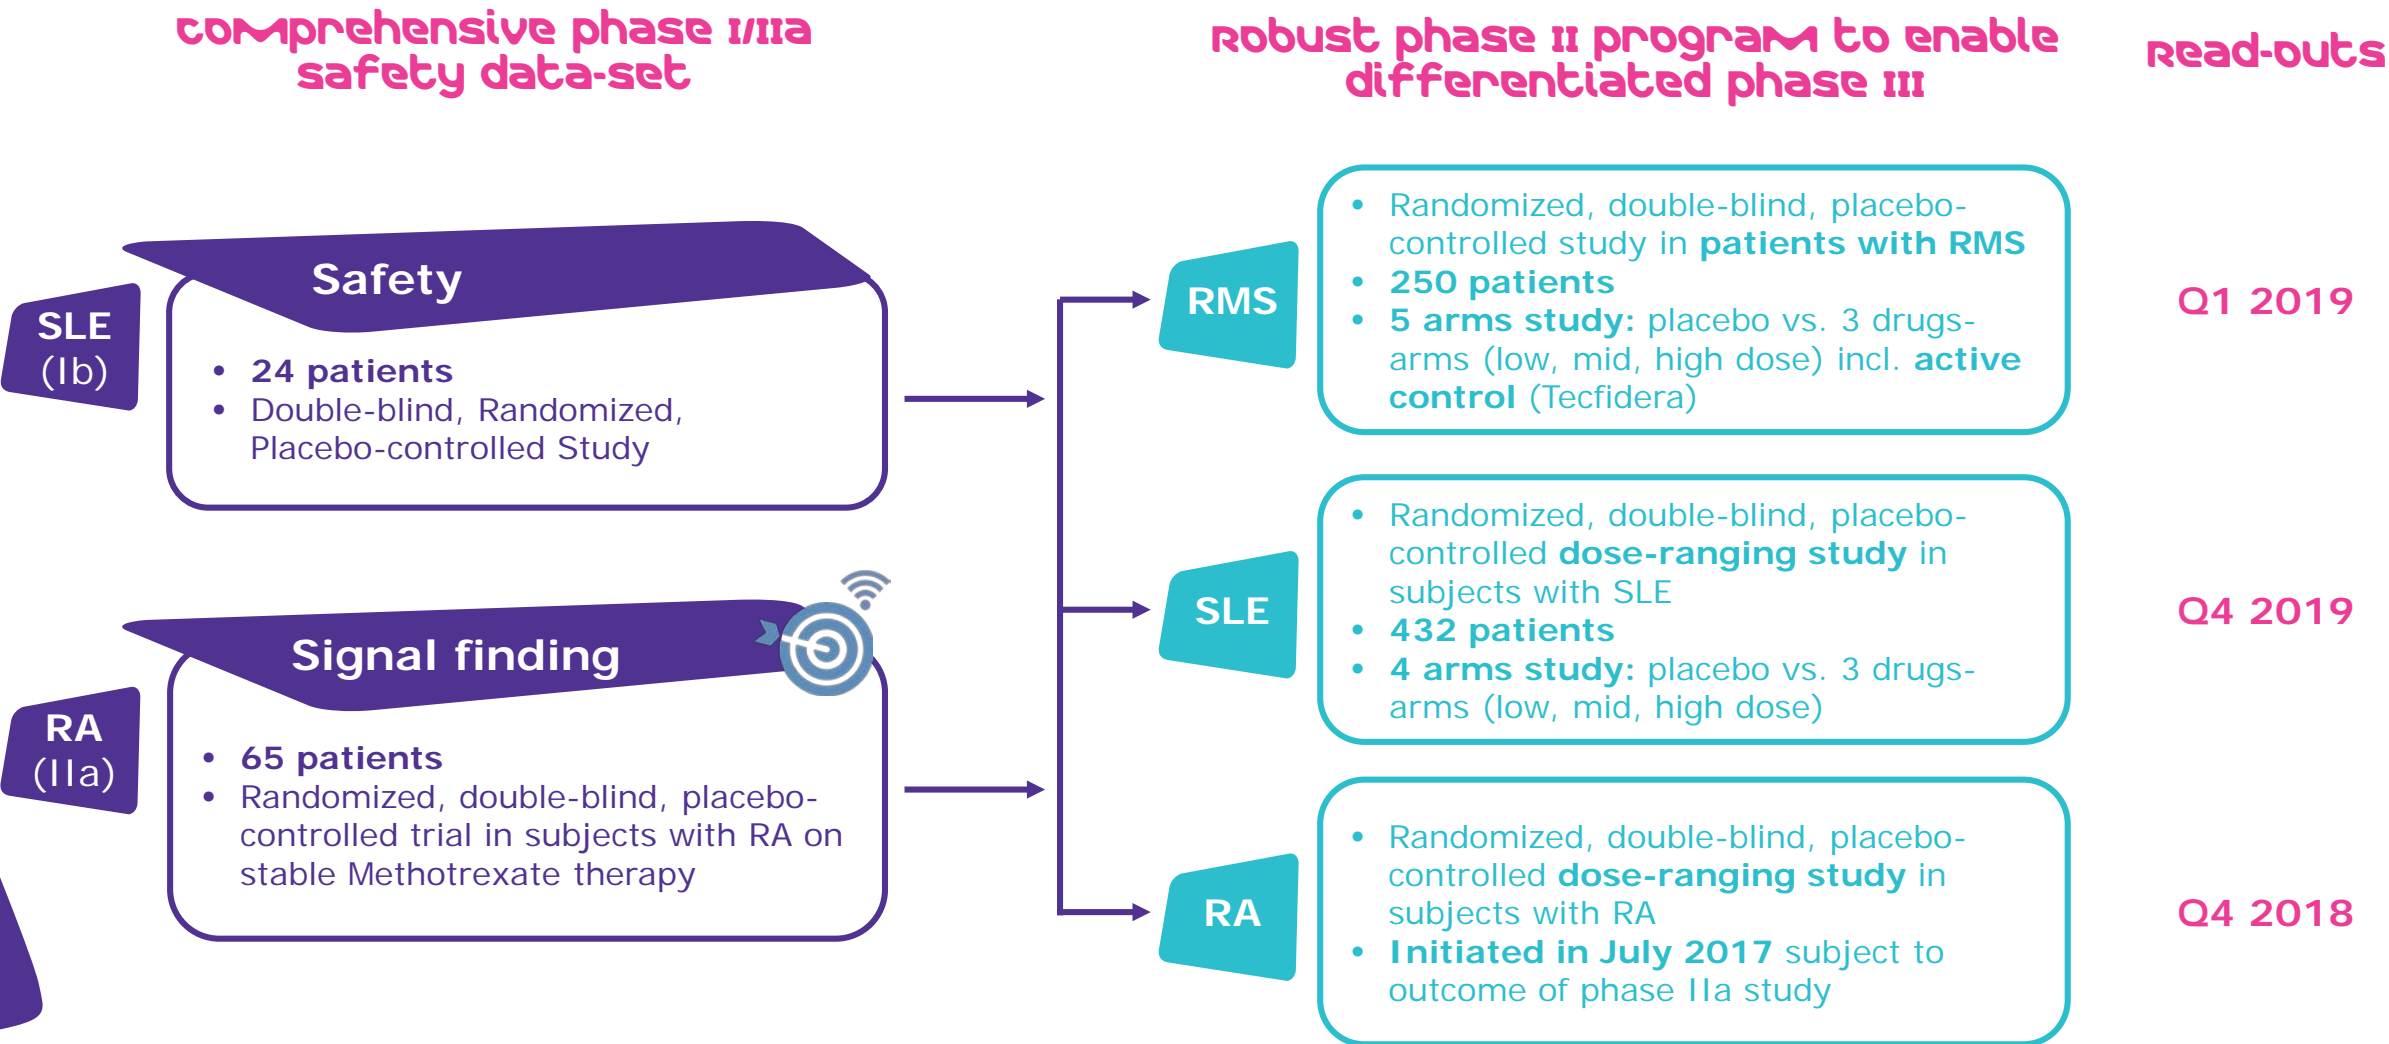 Comprehensive phase I/IIa
safety data-set
Robust phase II program to enable
differentiated phase III
Read-outs
Safety
SLE
(Ib)
• 24 patients
• Double-blind, Randomized,
Placebo-controlled Study
Signal finding
RA
(IIa)
• 65 patients
• Randomized, double-blind, placebo-
controlled trial in subjects with RA on
stable Methotrexate therapy
RMS
• Randomized, double-blind, placebo-
controlled study in patients with RMS
• 250 patients
• 5 arms study: placebo vs. 3 drugs-
arms (low, mid, high dose) incl. active
control (Tecfidera)
Q1 2019
SLE
• Randomized, double-blind, placebo-
controlled dose-ranging study in
subjects with SLE
• 432 patients
• 4 arms study: placebo vs. 3 drugs-
arms (low, mid, high dose)
Q4 2019
RA
• Randomized, double-blind, placebo-
controlled dose-ranging study in
subjects with RA
• Initiated in July 2017 subject to
outcome of phase IIa study
Q4 2018